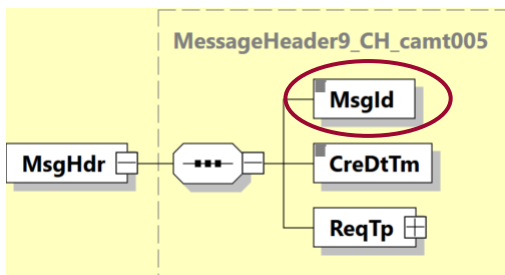 MessageHeader9_CH_camt005
MsgId
MsgHdr
CreDtTm
ReqTp